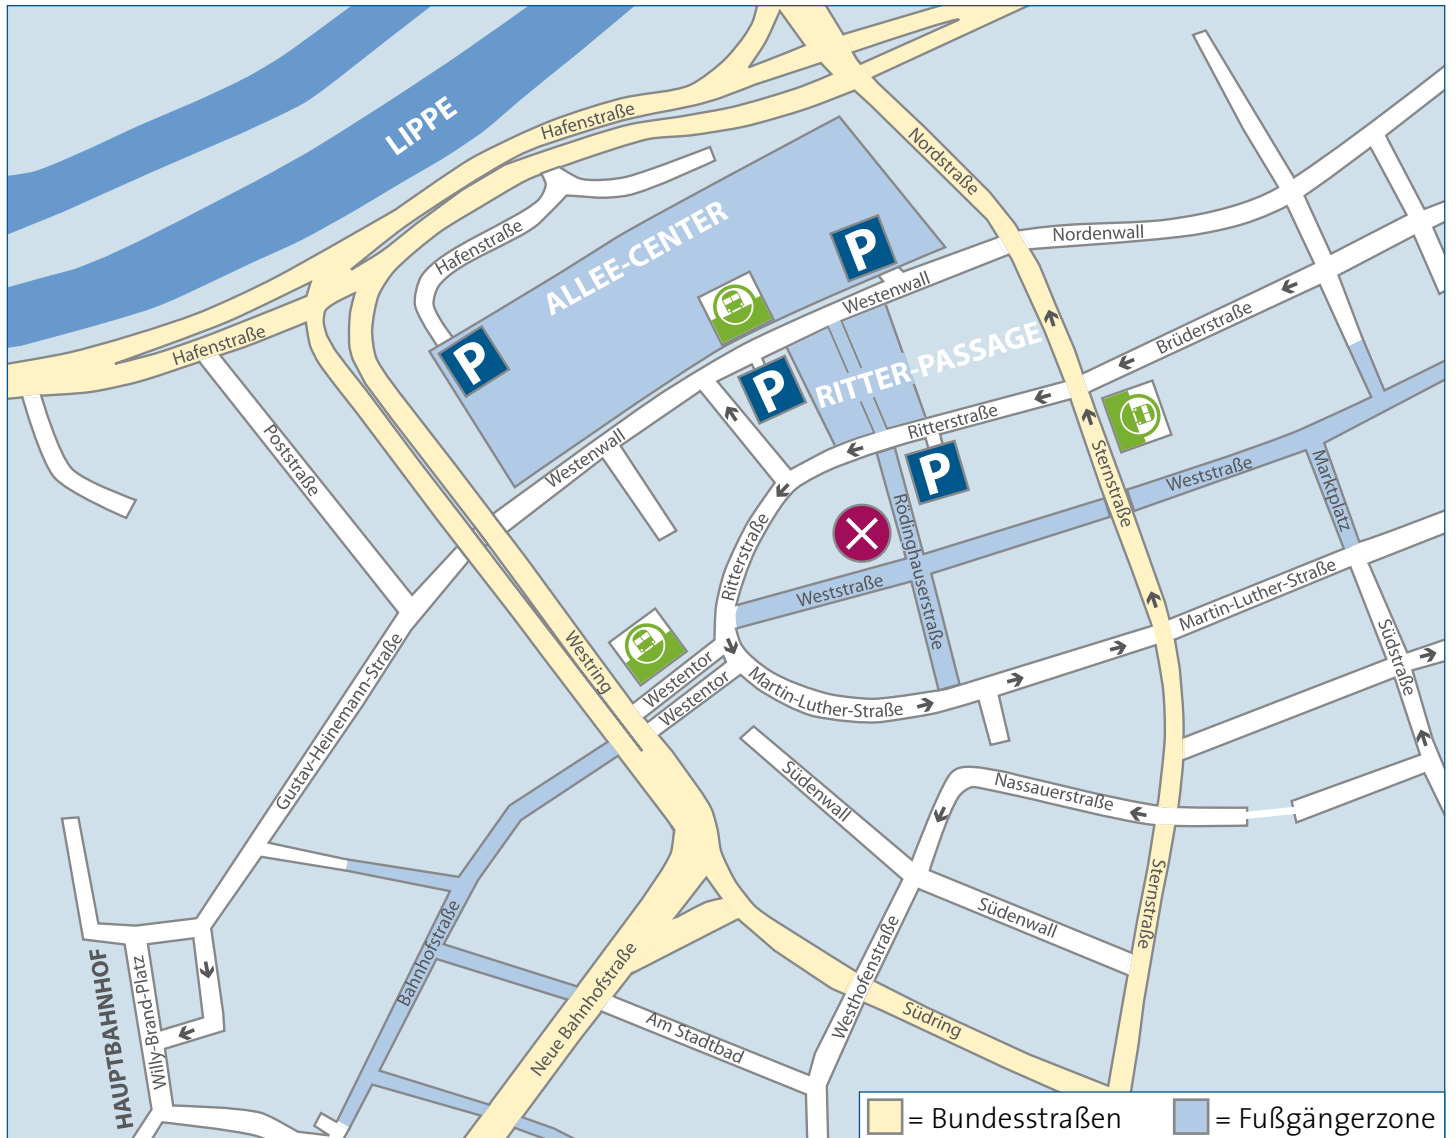 LIPPE
Hafenstraße
Nordstraße
Hafenstraße
ALLEE-CENTER
P
Nordenwall
Westenwall
Hafenstraße
P
Brüderstraße
RITTER-PASSAGE
P
Ritterstraße
Poststraße
Westenwall
P
Sternstraße
Weststraße
Marktplatz
Rödinghauserstraße
Ritterstraße
Weststraße
Martin-Luther-Straße
Westring
Westentor
Westentor
Martin-Luther-Straße
Südstraße
Gustav-Heinemann-Straße
Südenwall
Nassauerstraße
Südenwall
Sternstraße
Bahnhofstraße
Westhofenstraße
Neue Bahnhofstraße
Am Stadtbad
Südring
HAUPTBAHNHOF
Willy-Brand-Platz
= Bundesstraßen
= Fußgängerzone